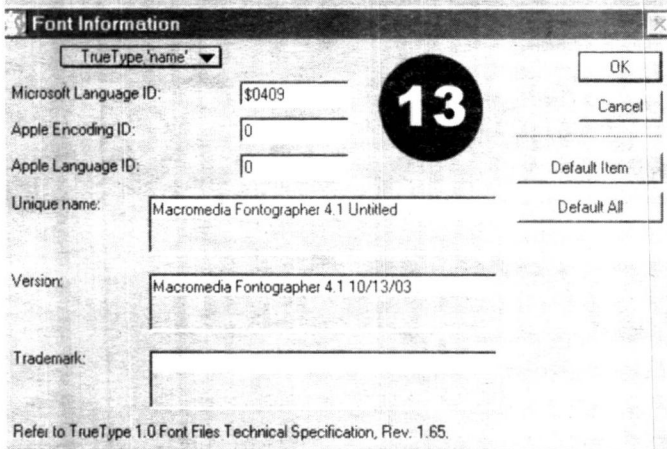 Font Information
TrueType 'name'
OK
Microsoft Language ID: $0409
13
Cancel
Apple Encoding ID: 0
Apple Language ID: 0
Default Item
Unique name: Macromedia Fontographer 4.1 Untitled
Default All
Version: Macromedia Fontographer 4.1 10/13/03
Trademark:
Refer to TrueType 1.0 Font Files Technical Specification, Rev. 1.65.